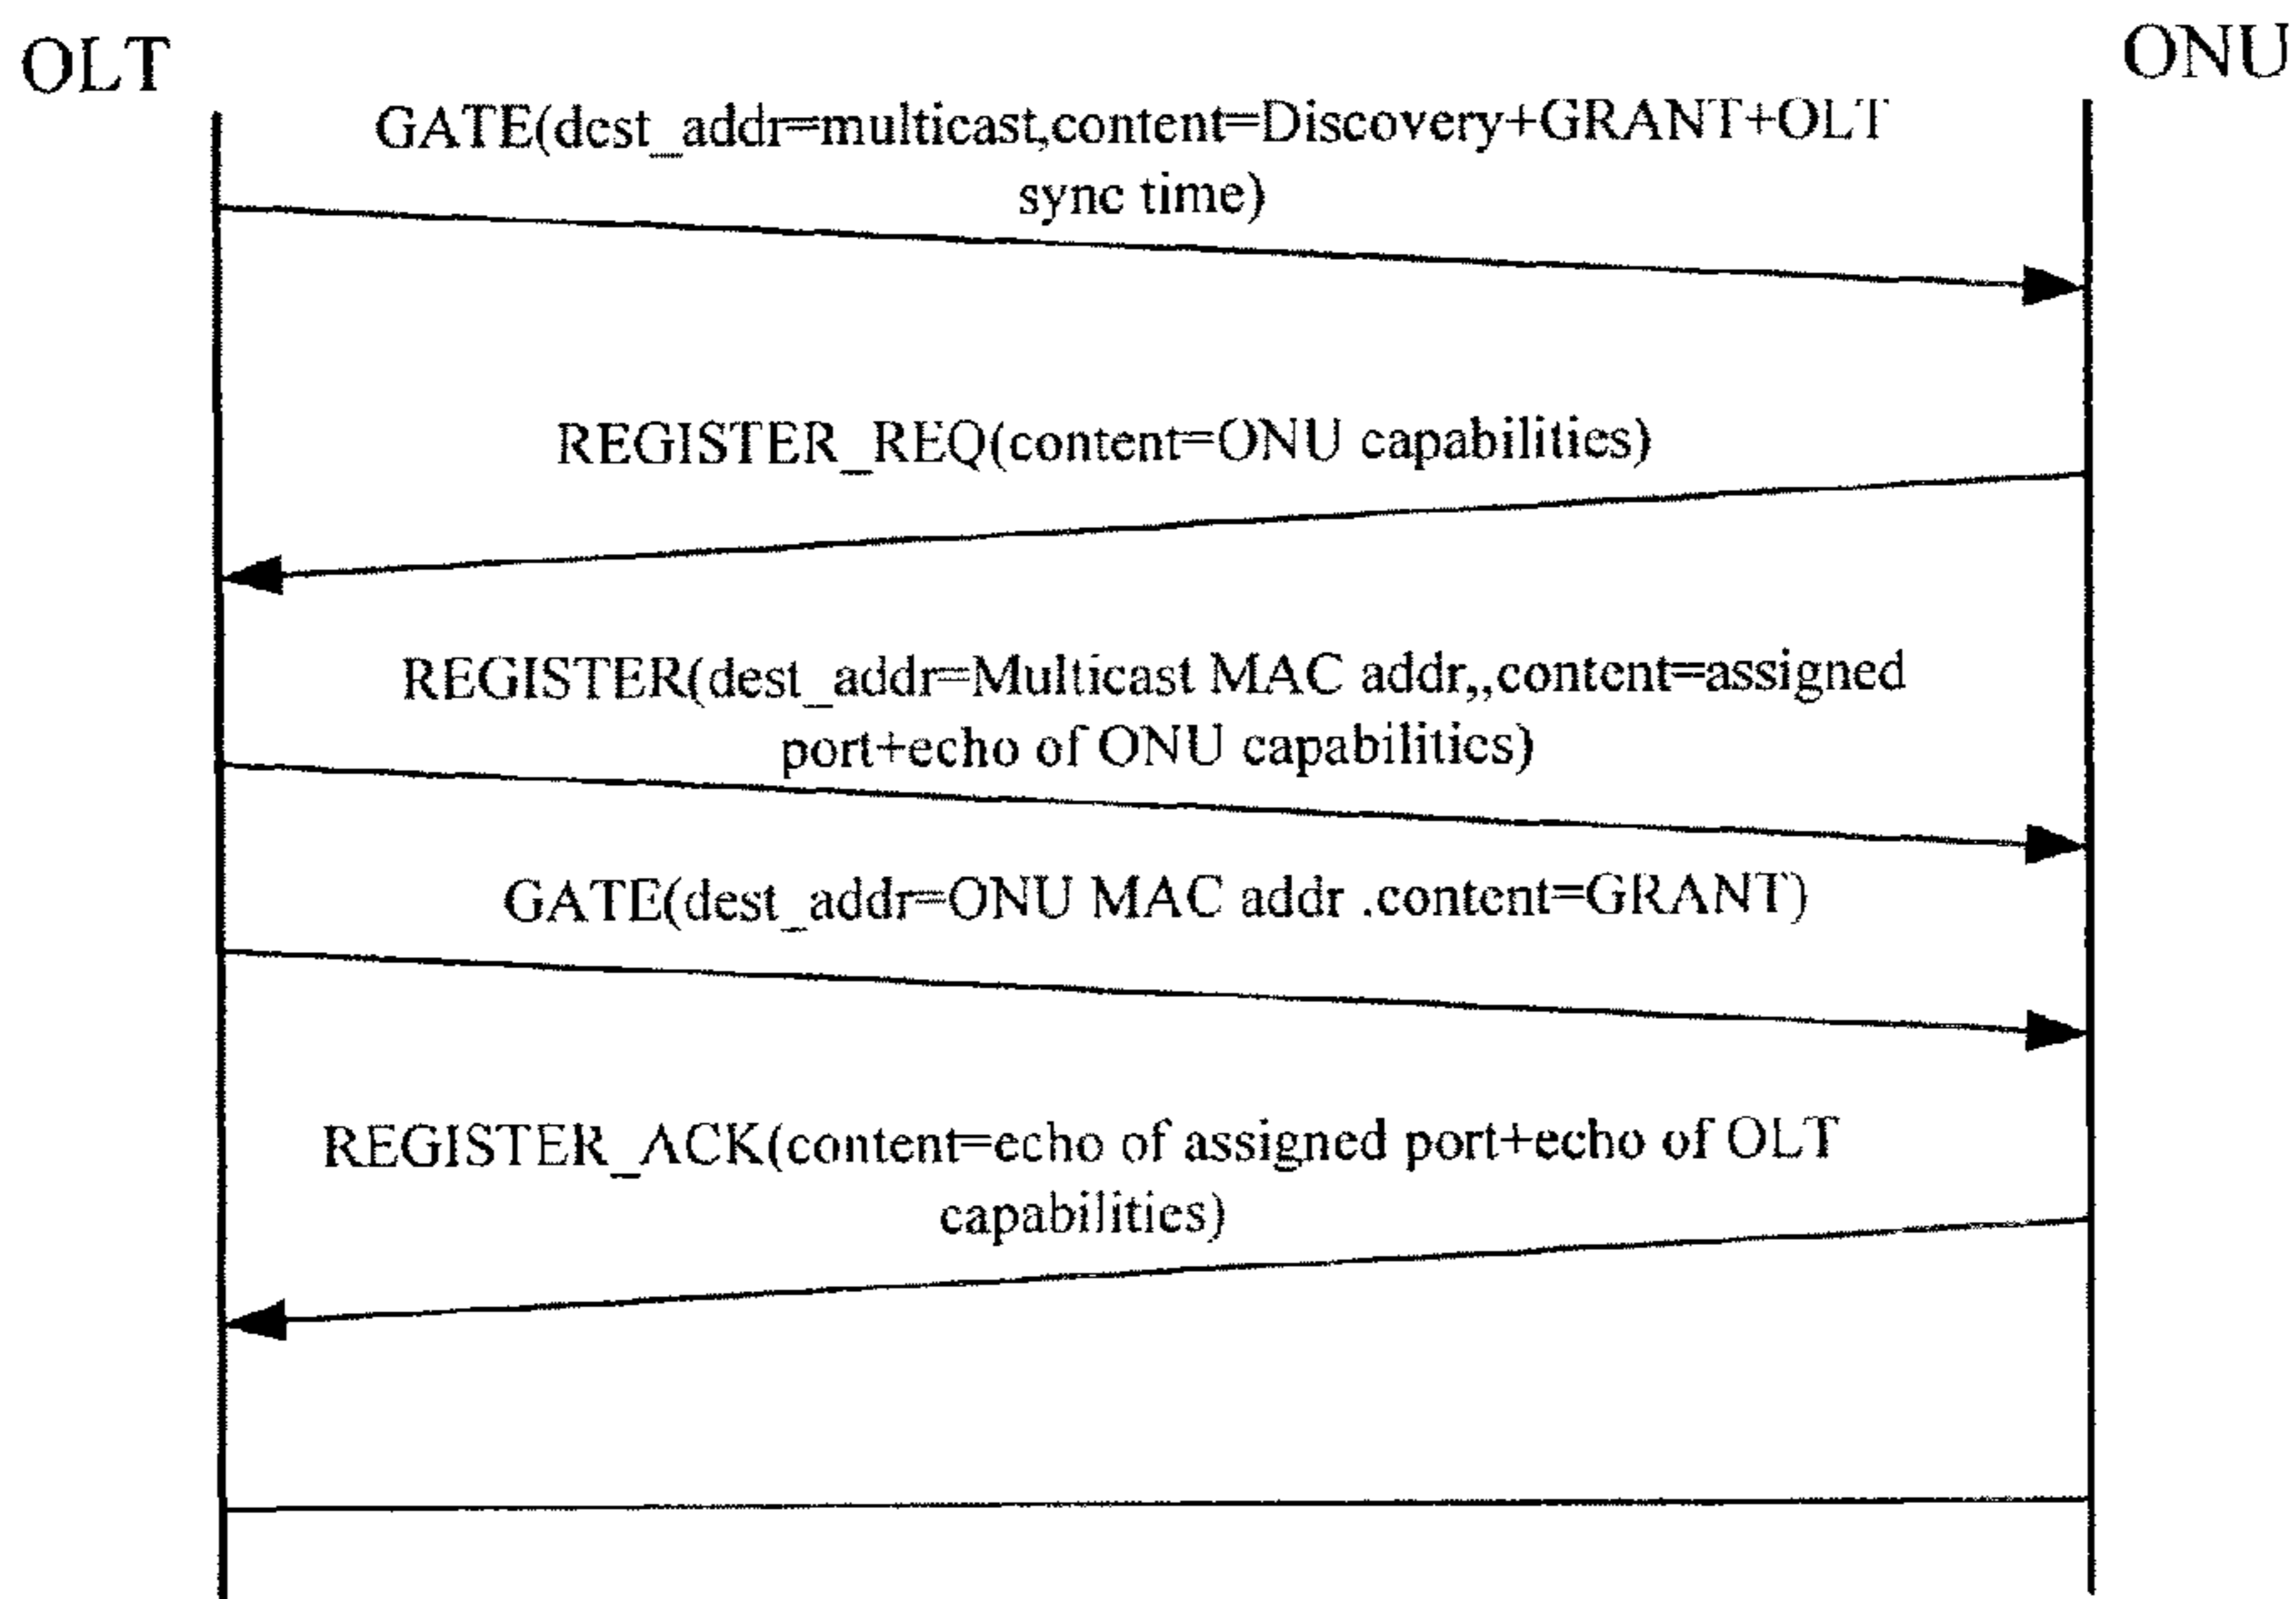 OLT
ONU
GATE(dest_addr=multicast,content=Discovery+GRANT+OLT
sync time)
REGISTER_REQ(content=ONU capabilities)
REGISTER(dest_addr=Multicast MAC addr,,content=assigned
port+echo of ONU capabilities)
GATE(dest_addr=ONU MAC addr .content=GRANT)
REGISTER_ACK(content=echo of assigned port+echo of OLT
capabilities)